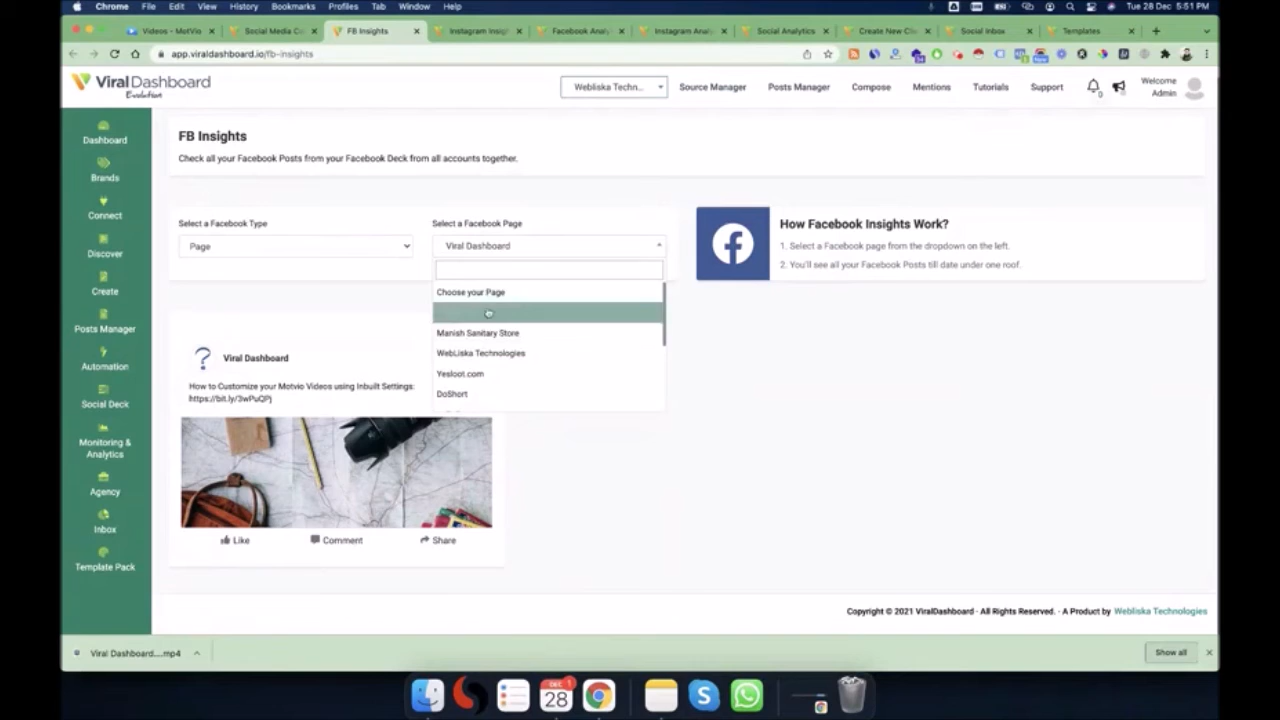 Chrome File Edit View History Bookmarks Profiles Tab Window Help
Tue 28 Dec 5:51 PM
Videos - MotVio
Social Media
FB Insights
Instagram
Facebook
Instagram
Social Analytics
Create New
Social Inbox
Templates
app.viraldashboard.io/fb-insights
ViralDashboard
Evolution
Webliska Techn...
Source Manager
Posts Manager
Compose
Mentions
Tutorials
Support
0
Welcome
Admin
Dashboard
Brands
Connect
Discover
Create
Posts Manager
Automation
Social Deck
Monitoring &
Analytics
Agency
Inbox
Template Pack
FB Insights
Check all your Facebook Posts from your Facebook Deck from all accounts together.
Select a Facebook Type
Page
Select a Facebook Page
Viral Dashboard
Choose your Page
Manish Sanitary Store
WebLiska Technologies
Yesloot.com
DoShort
How Facebook Insights Work?
1. Select a Facebook page from the dropdown on the left.
2. You'll see all your Facebook Posts till date under one roof.
Viral Dashboard
How to Customize your Motvio Videos using Inbuilt Settings:
https://bit.ly/3wPuQPj
Like
Comment
Share
Copyright © 2021 ViralDashboard · All Rights Reserved. · A Product by Webliska Technologies
Viral Dashboard....mp4
Show all
DEC
28
1